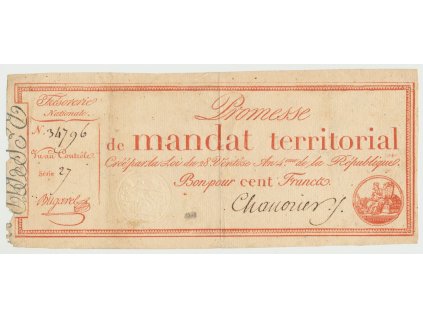 Trésorerie
Nationale.
N. 34796
Vu au Contrôle
Série 27
Bugarel
Promesse
de mandat territorial
Créé par la Loi du 28 Ventôse An 4.me de la République.
Bon pour cent Francs